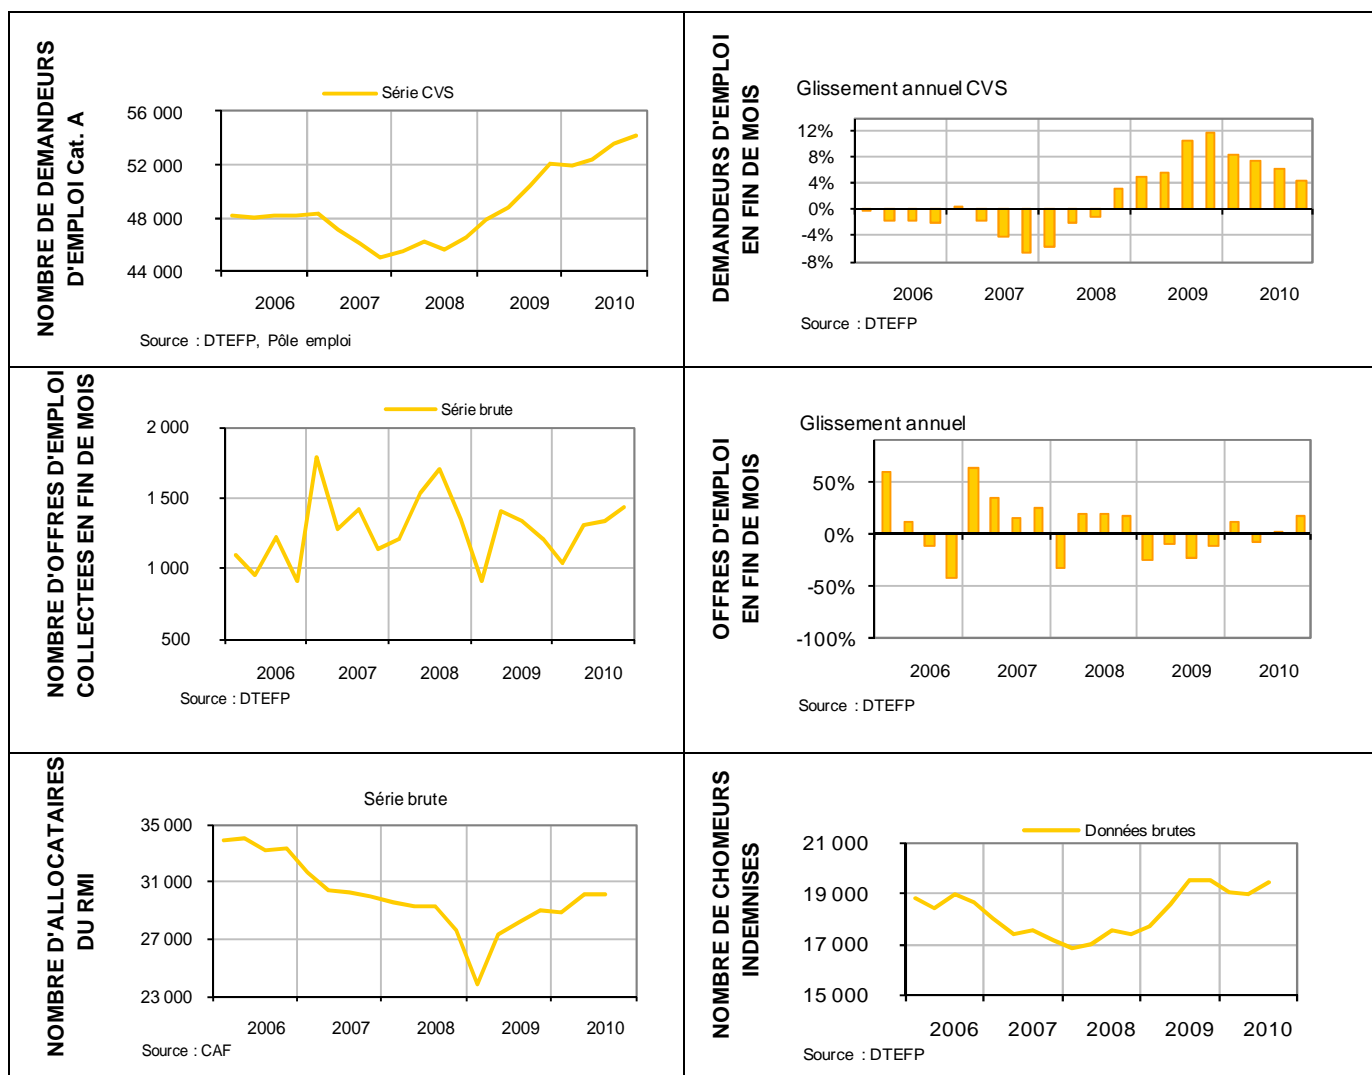 NOMBRE DE DEMANDEURS
D'EMPLOI Cat. A
Série CVS
56 000
52 000
48 000
44 000
2006 2007 2008 2009 2010
Source : DTEFP, Pôle emploi
DEMANDEURS D'EMPLOI
EN FIN DE MOIS
Glissement annuel CVS
12%
8%
4%
0%
-4%
-8%
2006 2007 2008 2009 2010
Source : DTEFP
NOMBRE D'OFFRES D'EMPLOI
COLLECTEES EN FIN DE MOIS
Série brute
2 000
1 500
1 000
500
2006 2007 2008 2009 2010
Source : DTEFP
OFFRES D'EMPLOI
EN FIN DE MOIS
Glissement annuel
50%
0%
-50%
-100%
2006 2007 2008 2009 2010
Source : DTEFP
NOMBRE D'ALLOCATAIRES
DU RMI
Série brute
35 000
31 000
27 000
23 000
2006 2007 2008 2009 2010
Source : CAF
NOMBRE DE CHOMEURS
INDEMNISES
Données brutes
21 000
19 000
17 000
15 000
2006 2007 2008 2009 2010
Source : DTEFP